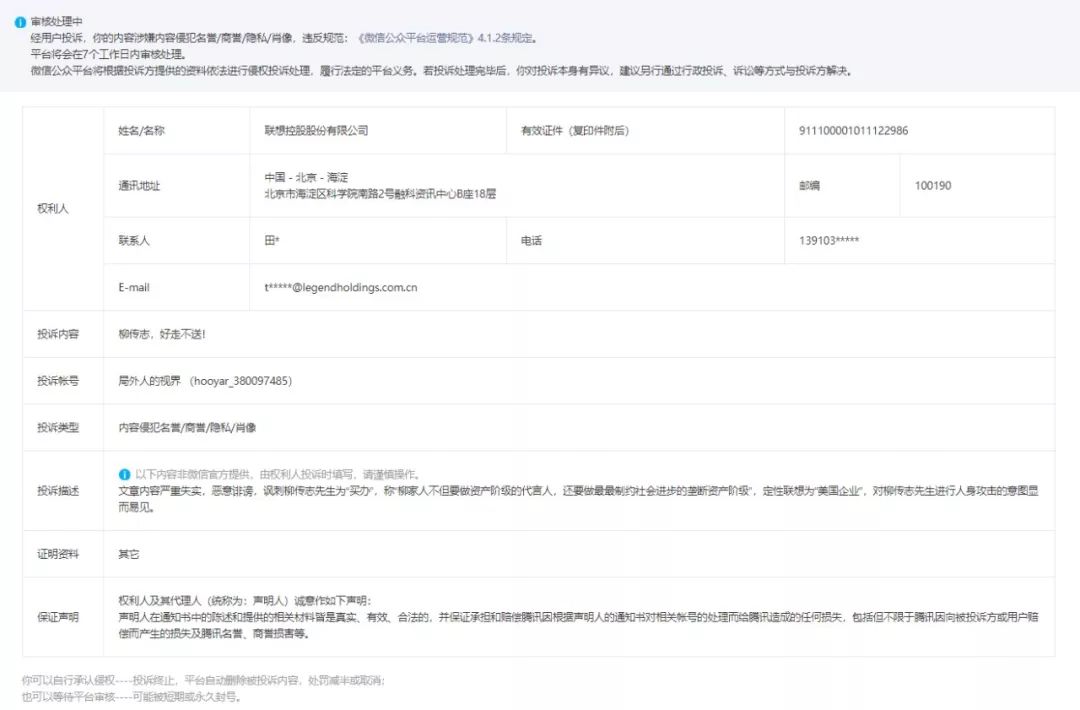 审核处理中
经用户投诉，你的内容涉嫌内容侵犯名誉/商誉/隐私/肖像，违反规范：《微信公众平台运营规范》4.1.2条规定。
平台将会在7个工作日内审核处理。
微信公众平台将根据投诉方提供的资料依法进行侵权投诉处理，履行法定的平台义务。若投诉处理完毕后，你对投诉本身有异议，建议另行通过行政投诉、诉讼等方式与投诉方解决。
权利人
姓名/名称
联想控股股份有限公司
有效证件（复印件附后）
911100001011122986
通讯地址
中国 - 北京 - 海淀
北京市海淀区科学院南路2号融科资讯中心B座18层
邮编
100190
联系人
田*
电话
139103*****
E-mail
t*****@legendholdings.com.cn
投诉内容
柳传志，好走不送！
投诉帐号
局外人的视界 （hooyar_380097485）
投诉类型
内容侵犯名誉/商誉/隐私/肖像
投诉描述
以下内容非微信官方提供，由权利人投诉时填写，请谨慎操作。
文章内容严重失实，恶意诽谤，讽刺柳传志先生为“买办”，称“柳家人不但要做资产阶级的代言人，还要做最最制约社会进步的垄断资产阶级”，定性联想为“美国企业”，对柳传志先生进行人身攻击的意图显
而易见。
证明资料
其它
保证声明
权利人及其代理人（统称为：声明人）诚意作如下声明：
声明人在通知书中的陈述和提供的相关材料皆是真实、有效、合法的，并保证承担和赔偿腾讯因根据声明人的通知书对相关帐号的处理而给腾讯造成的任何损失，包括但不限于腾讯因向被投诉方或用户赔
偿而产生的损失及腾讯名誉、商誉损害等。
你可以自行承认侵权----投诉终止，平台自动删除被投诉内容，处罚减半或取消；
也可以等待平台审核----可能被短期或永久封号。